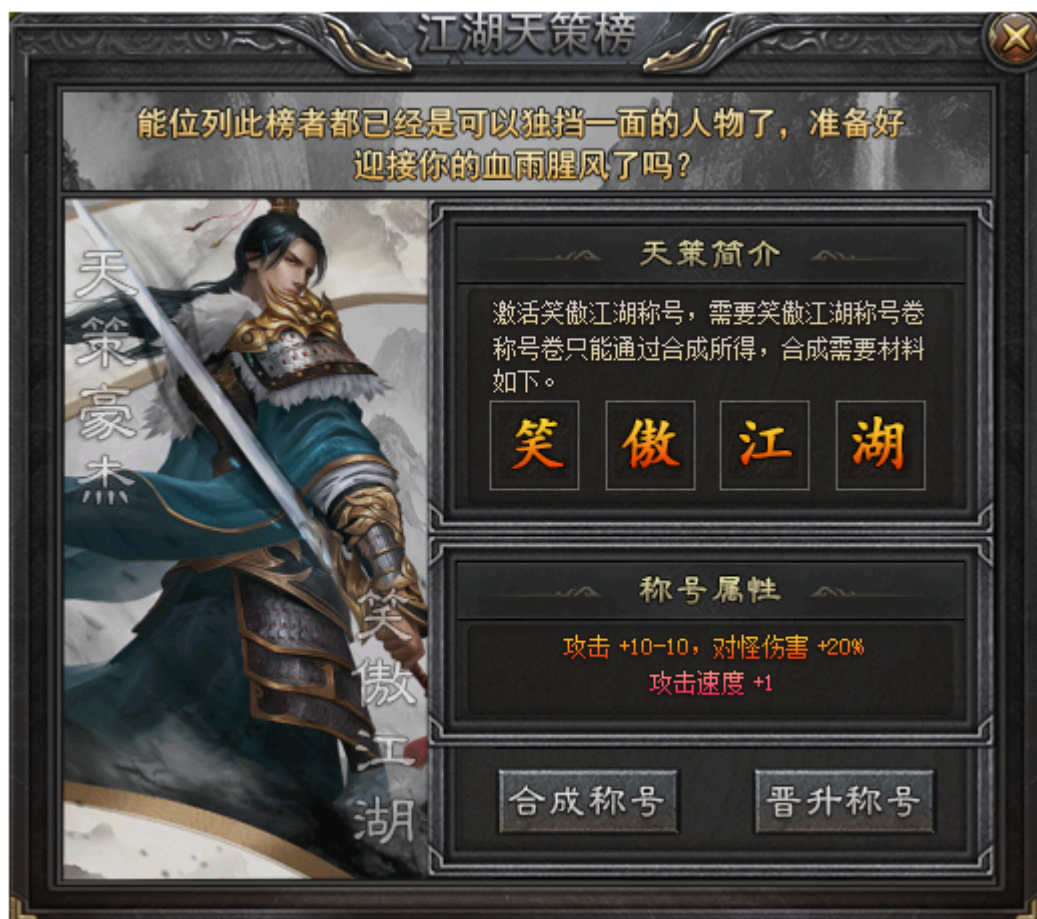 江湖天策榜
能位列此榜者都已经是可以独挡一面的人物了，准备好
迎接你的血雨腥风了吗？
天策豪杰
笑傲江湖
天策简介
激活笑傲江湖称号，需要笑傲江湖称号卷
称号卷只能通过合成所得，合成需要材料
如下。
笑 傲 江 湖
称号属性
攻击 +10-10，对怪伤害 +20%
攻击速度 +1
合成称号 晋升称号